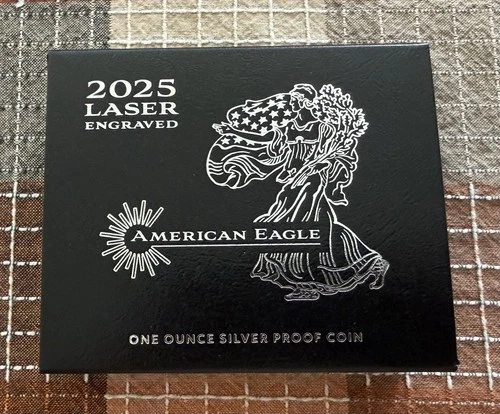 2025
LASER
ENGRAVED
AMERICAN EAGLE
ONE OUNCE SILVER PROOF COIN